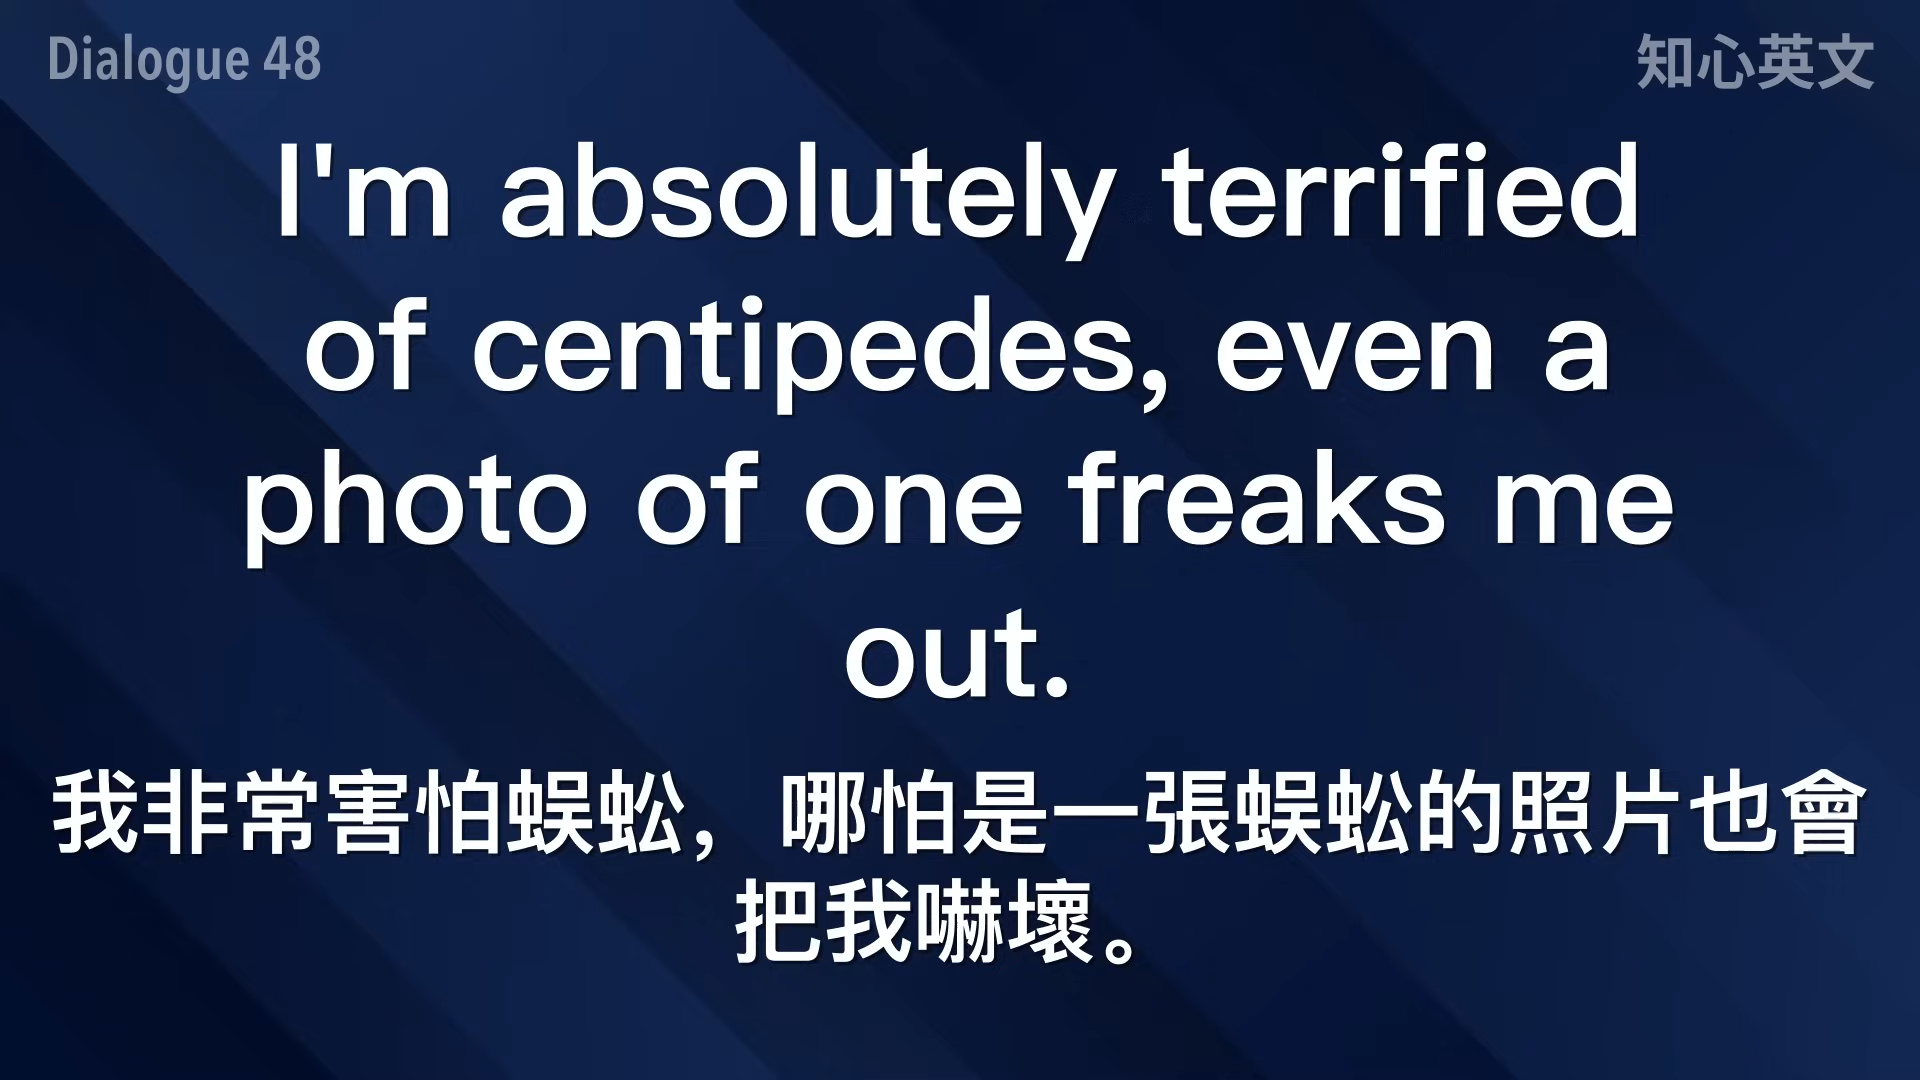 Dialogue 48
知心英文
I'm absolutely terrified
of centipedes, even a
photo of one freaks me
out.
我非常害怕蜈蚣，哪怕是一張蜈蚣的照片也會
把我嚇壞。